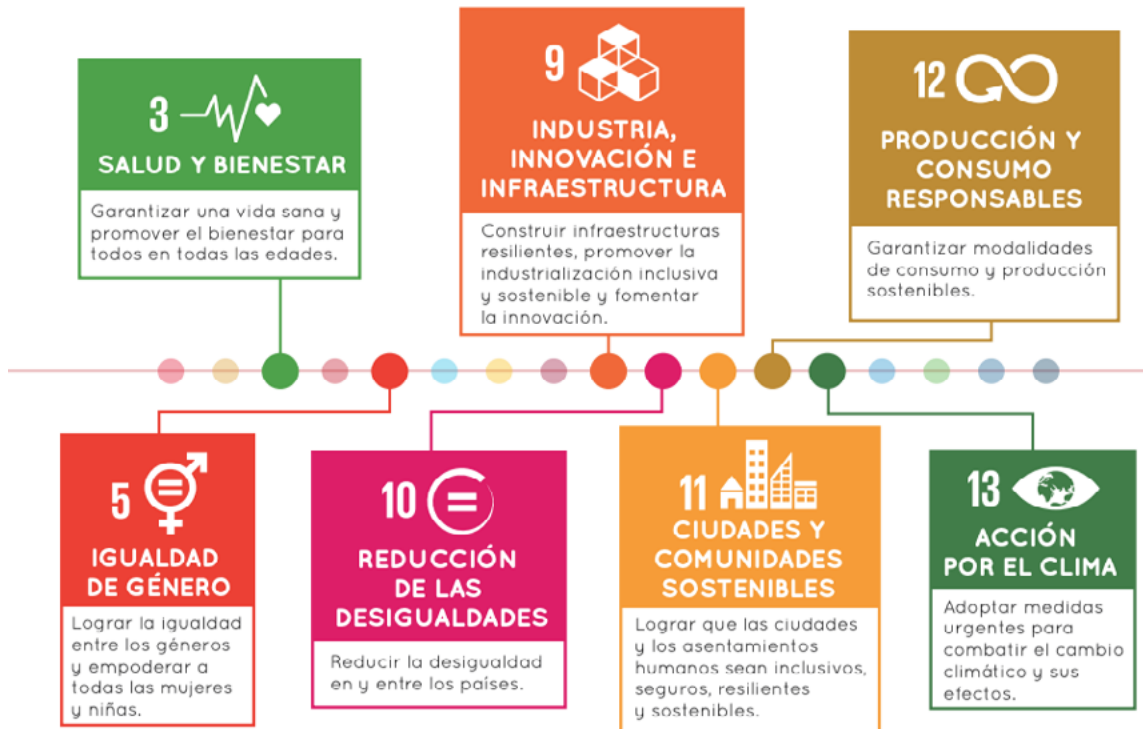 3
SALUD Y BIENESTAR
Garantizar una vida sana y
promover el bienestar para
todos en todas las edades.
9
INDUSTRIA,
INNOVACIÓN E
INFRAESTRUCTURA
Construir infraestructuras
resilientes, promover la
industrialización inclusiva
y sostenible y fomentar
la innovación.
12
PRODUCCIÓN Y
CONSUMO
RESPONSABLES
Garantizar modalidades
de consumo y producción
sostenibles.
5
IGUALDAD
DE GÉNERO
Lograr la igualdad
entre los géneros
y empoderar a
todas las mujeres
y niñas.
10
REDUCCIÓN
DE LAS
DESIGUALDADES
Reducir la desigualdad
en y entre los países.
11
CIUDADES Y
COMUNIDADES
SOSTENIBLES
Lograr que las ciudades
y los asentamientos
humanos sean inclusivos,
seguros, resilientes
y sostenibles.
13
ACCIÓN
POR EL CLIMA
Adoptar medidas
urgentes para
combatir el cambio
climático y sus
efectos.